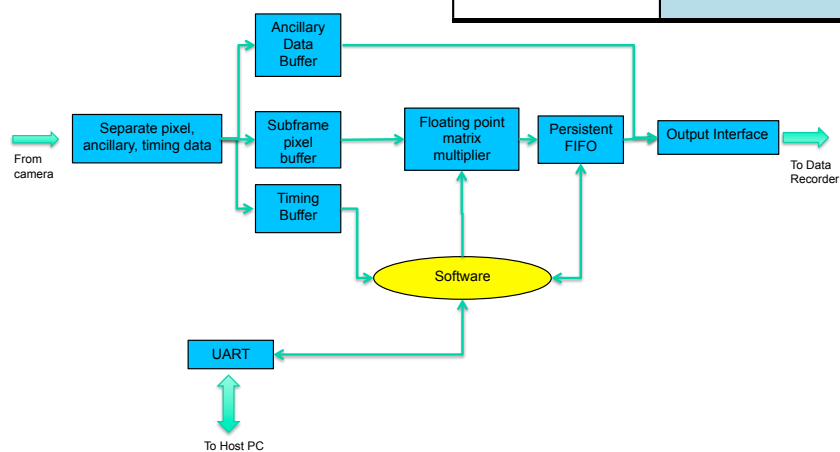 Ancillary
Data
Buffer
Separate pixel,
ancillary, timing data
Subframe
pixel
buffer
Floating point
matrix
multiplier
Persistent
FIFO
Output Interface
From
camera
To Data
Recorder
Timing
Buffer
Software
UART
To Host PC